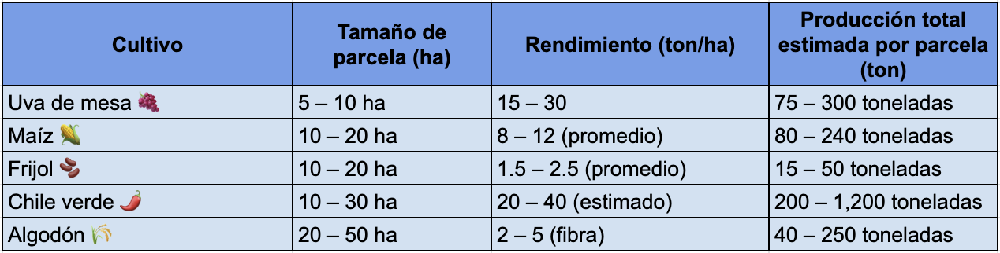 Cultivo
Tamaño de
parcela (ha)
Rendimiento (ton/ha)
Producción total
estimada por parcela
(ton)
Uva de mesa 🍇
5 – 10 ha
15 – 30
75 – 300 toneladas
Maíz 🌽
10 – 20 ha
8 – 12 (promedio)
80 – 240 toneladas
Frijol 🫘
10 – 20 ha
1.5 – 2.5 (promedio)
15 – 50 toneladas
Chile verde 🌶️
10 – 30 ha
20 – 40 (estimado)
200 – 1,200 toneladas
Algodón 🌾
20 – 50 ha
2 – 5 (fibra)
40 – 250 toneladas